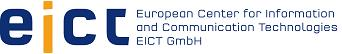 eict
European Center for Information
and Communication Technologies
EICT GmbH